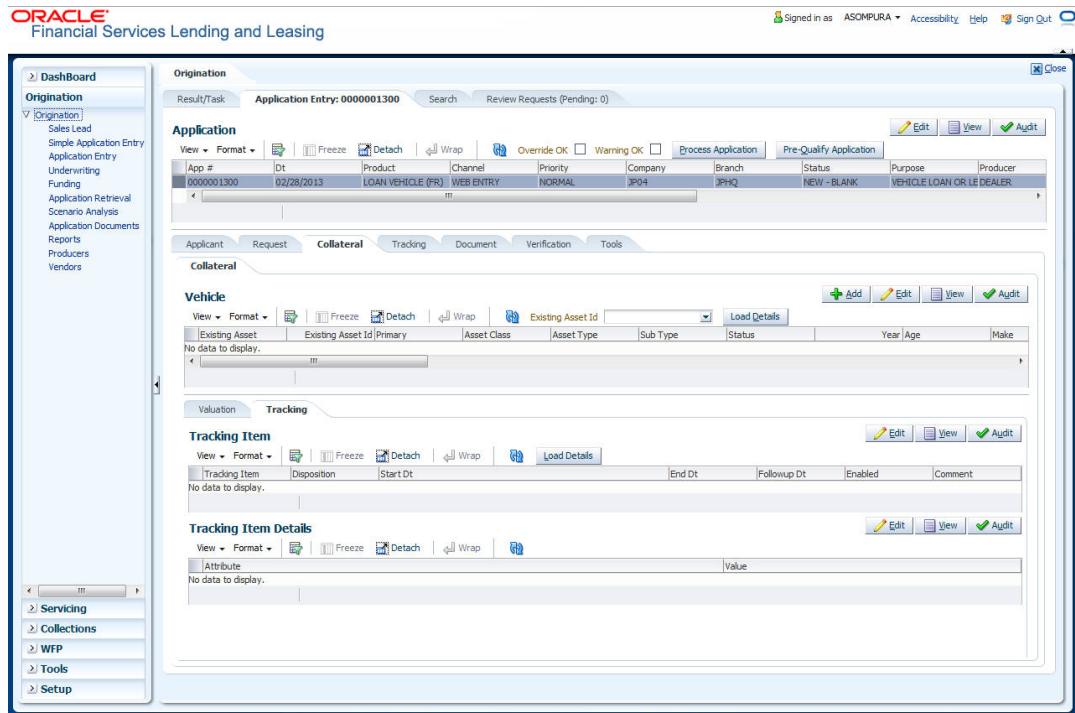 ORACLE
Financial Services Lending and Leasing
Signed in as ASOMPURA Accessibility Help Sign Out
Close
DashBoard
Origination
Origination
Sales Lead
Simple Application Entry
Application Entry
Underwriting
Funding
Application Retrieval
Scenario Analysis
Application Documents
Reports
Producers
Vendors
Servicing
Collections
WFP
Tools
Setup
Origination
Result/Task Application Entry: 0000001300 Search Review Requests (Pending: 0)
Application
Edit View Audit
View Format Freeze Detach Wrap Override OK Warning OK Process Application Pre-Qualify Application
App # Dt Product Channel Priority Company Branch Status Purpose Producer
0000001300 02/28/2013 LOAN VEHICLE (FR) WEB ENTRY NORMAL JP04 JPHQ NEW - BLANK VEHICLE LOAN OR LE DEALER
Applicant Request Collateral Tracking Document Verification Tools
Collateral
Vehicle
Add Edit View Audit
View Format Freeze Detach Wrap Existing Asset Id Load Details
Existing Asset Existing Asset Id Primary Asset Class Asset Type Sub Type Status Year Age Make
No data to display.
Valuation Tracking
Tracking Item
Edit View Audit
View Format Freeze Detach Wrap Load Details
Tracking Item Disposition Start Dt End Dt Followup Dt Enabled Comment
No data to display.
Tracking Item Details
Edit View Audit
View Format Freeze Detach Wrap
Attribute Value
No data to display.